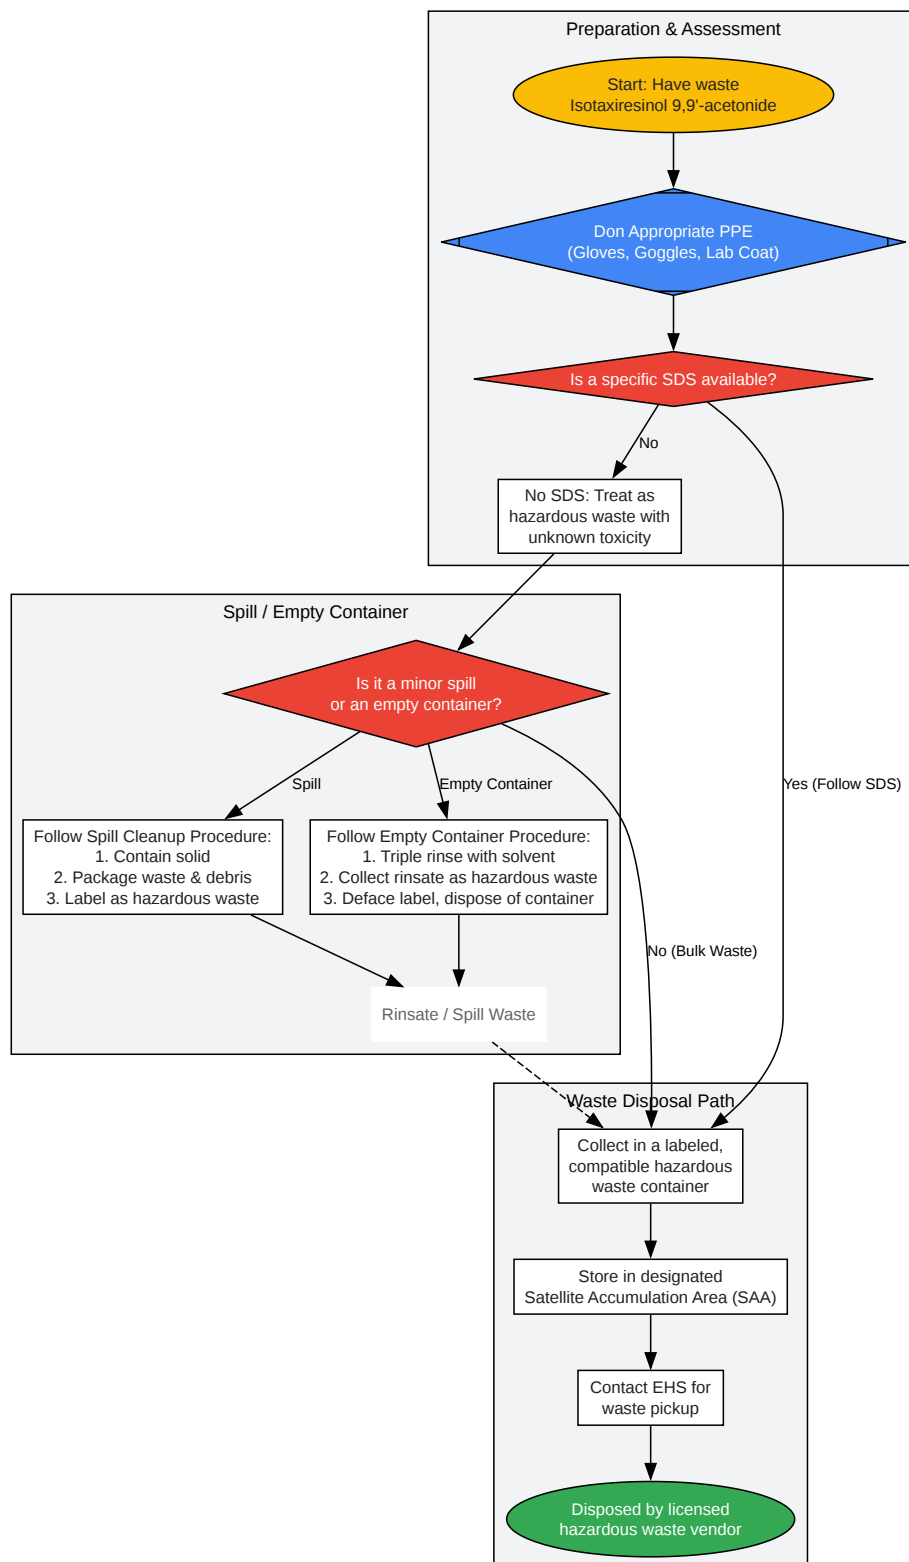 Preparation & Assessment
Start: Have waste
Isotaxiresinol 9,9'-acetonide
Don Appropriate PPE
(Gloves, Goggles, Lab Coat)
Is a specific SDS available?
No
No SDS: Treat as
hazardous waste with
unknown toxicity
Spill / Empty Container
Is it a minor spill
or an empty container?
Spill
Empty Container
Yes (Follow SDS)
Follow Spill Cleanup Procedure:
1. Contain solid
2. Package waste & debris
3. Label as hazardous waste
Follow Empty Container Procedure:
1. Triple rinse with solvent
2. Collect rinsate as hazardous waste
3. Deface label, dispose of container
No (Bulk Waste)
Rinsate / Spill Waste
Waste Disposal Path
Collect in a labeled,
compatible hazardous
waste container
Store in designated
Satellite Accumulation Area (SAA)
Contact EHS for
waste pickup
Disposed by licensed
hazardous waste vendor